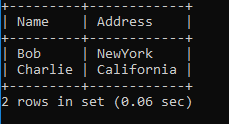 +---------+------------+
| Name    | Address    |
+---------+------------+
| Bob     | NewYork    |
| Charlie | California |
+---------+------------+
2 rows in set (0.06 sec)